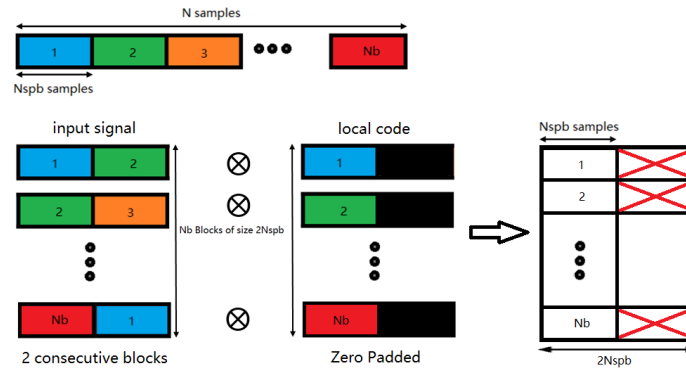 N samples
1 2 3 Nb
Nspb samples
input signal
local code
Nspb samples
1 2
1
1
2 3
2
2
Nb Blocks of size 2Nspb
Nb 1
Nb
Nb
2 consecutive blocks
Zero Padded
2Nspb